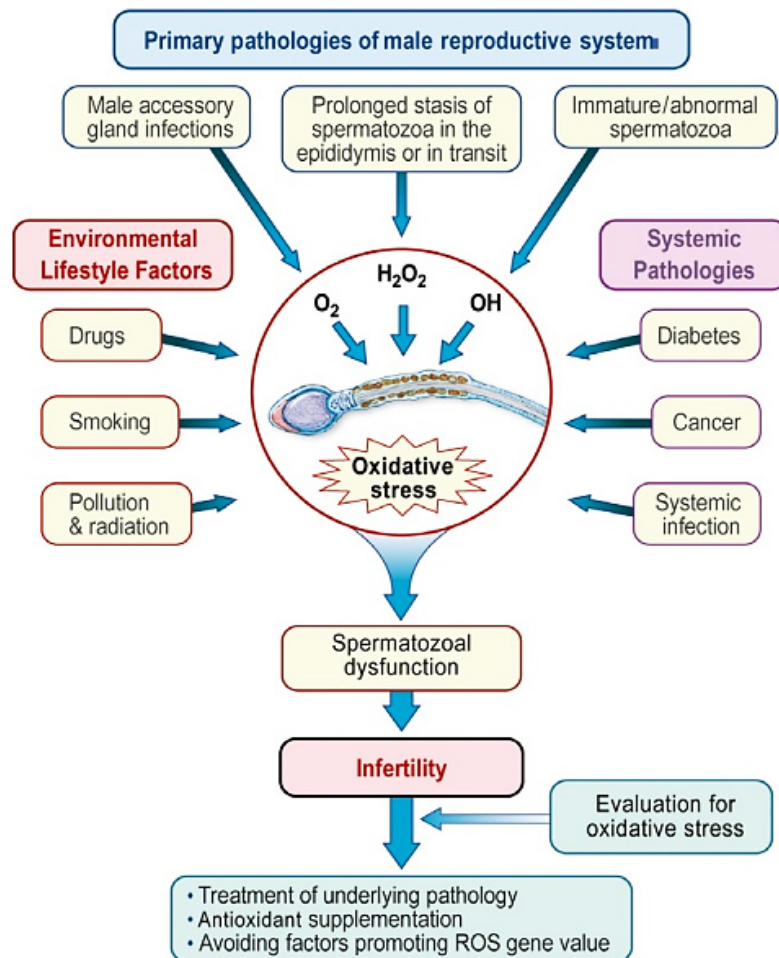 Primary pathologies of male reproductive system
Male accessory
gland infections
Prolonged stasis of
spermatozoa in the
epididymis or in transit
Immature/abnormal
spermatozoa
Environmental
Lifestyle Factors
Systemic
Pathologies
Drugs
Smoking
Pollution
& radiation
O₂
H₂O₂
OH
Oxidative
stress
Diabetes
Cancer
Systemic
infection
Spermatozoal
dysfunction
Infertility
Evaluation for
oxidative stress
• Treatment of underlying pathology
• Antioxidant supplementation
• Avoiding factors promoting ROS gene value